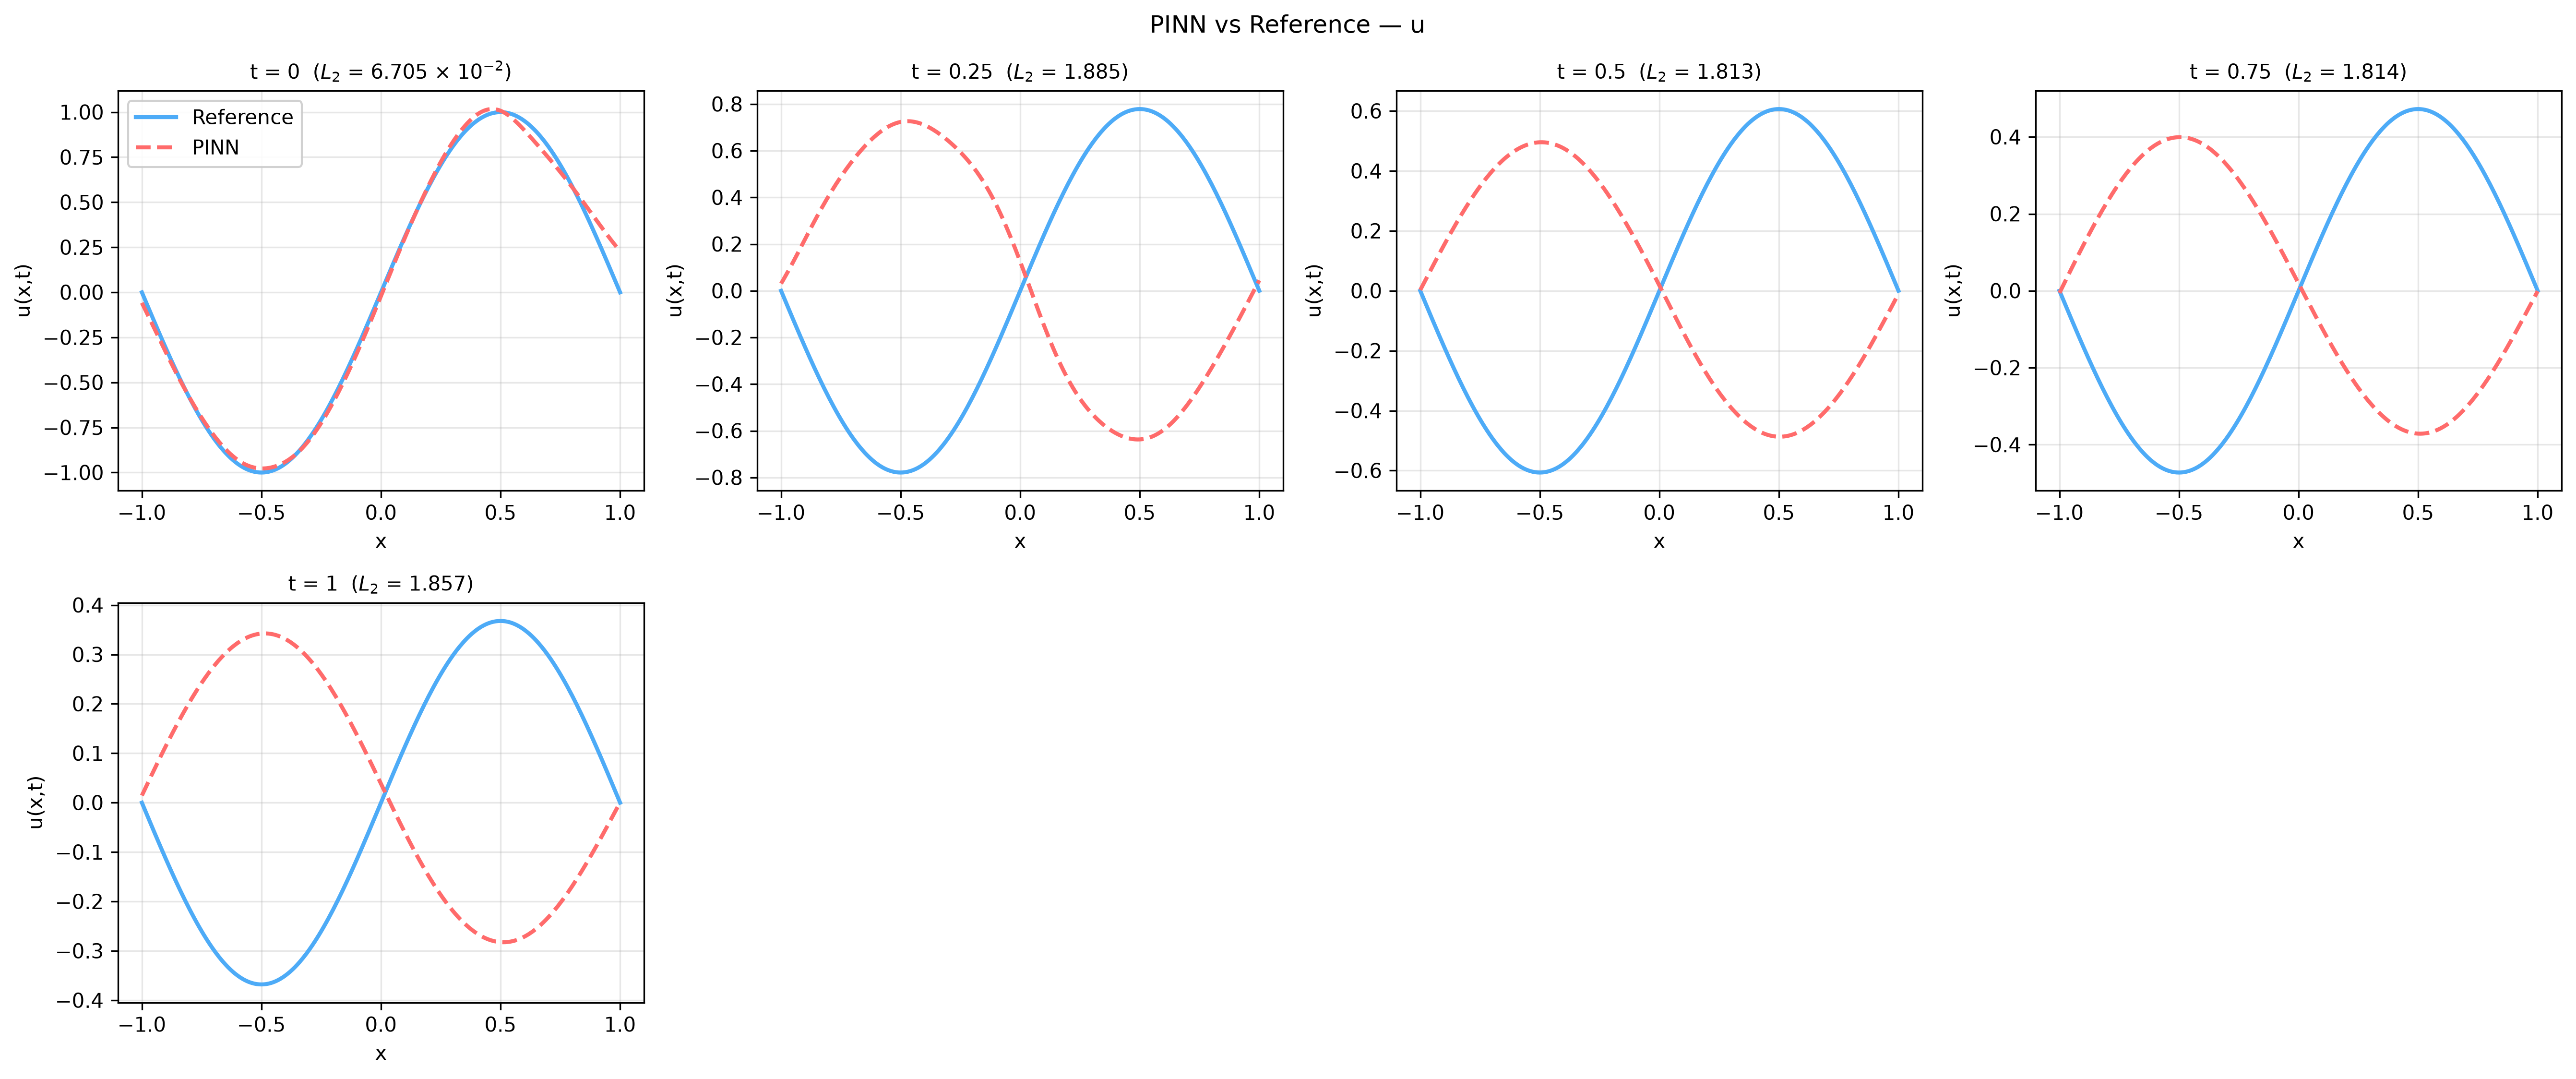 PINN vs Reference — u
t = 0 (L₂ = 6.705 × 10⁻²)
1.00
0.75
0.50
0.25
0.00
−0.25
−0.50
−0.75
−1.00
u(x,t)
Reference
PINN
−1.0 −0.5 0.0 0.5 1.0
x
t = 0.25 (L₂ = 1.885)
0.8
0.6
0.4
0.2
0.0
−0.2
−0.4
−0.6
−0.8
u(x,t)
−1.0 −0.5 0.0 0.5 1.0
x
t = 0.5 (L₂ = 1.813)
0.6
0.4
0.2
0.0
−0.2
−0.4
−0.6
u(x,t)
−1.0 −0.5 0.0 0.5 1.0
x
t = 0.75 (L₂ = 1.814)
0.4
0.2
0.0
−0.2
−0.4
u(x,t)
−1.0 −0.5 0.0 0.5 1.0
x
t = 1 (L₂ = 1.857)
0.4
0.3
0.2
0.1
0.0
−0.1
−0.2
−0.3
−0.4
u(x,t)
−1.0 −0.5 0.0 0.5 1.0
x